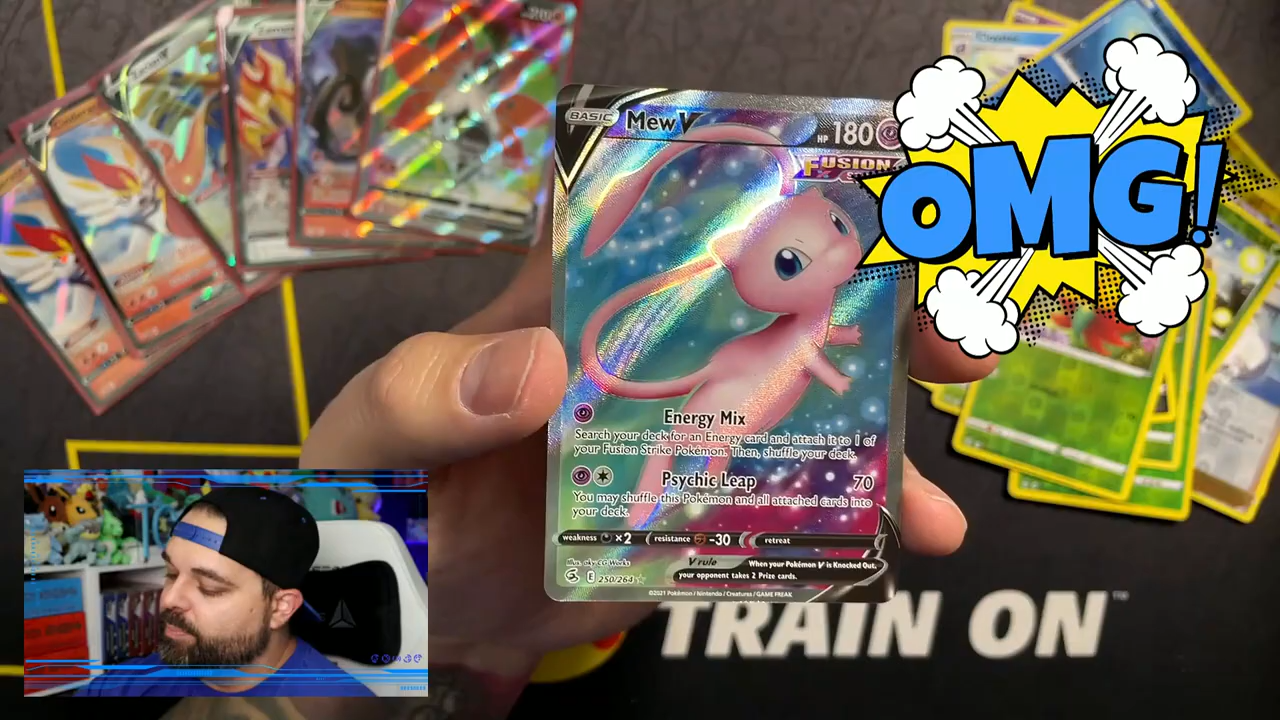 BASIC Mew V HP 180
FUSION
OMG!
Energy Mix
Search your deck for an Energy card and attach it to 1 of
your Fusion Strike Pokémon. Then, shuffle your deck.
Psychic Leap 70
You may shuffle this Pokémon and all attached cards into
your deck.
weakness ×2 resistance -30 retreat
Illus. oky CG Works
V rule When your Pokémon V is Knocked Out,
your opponent takes 2 Prize cards.
E 250/264
©2021 Pokémon / Nintendo / Creatures / GAME FREAK
TRAIN ON™